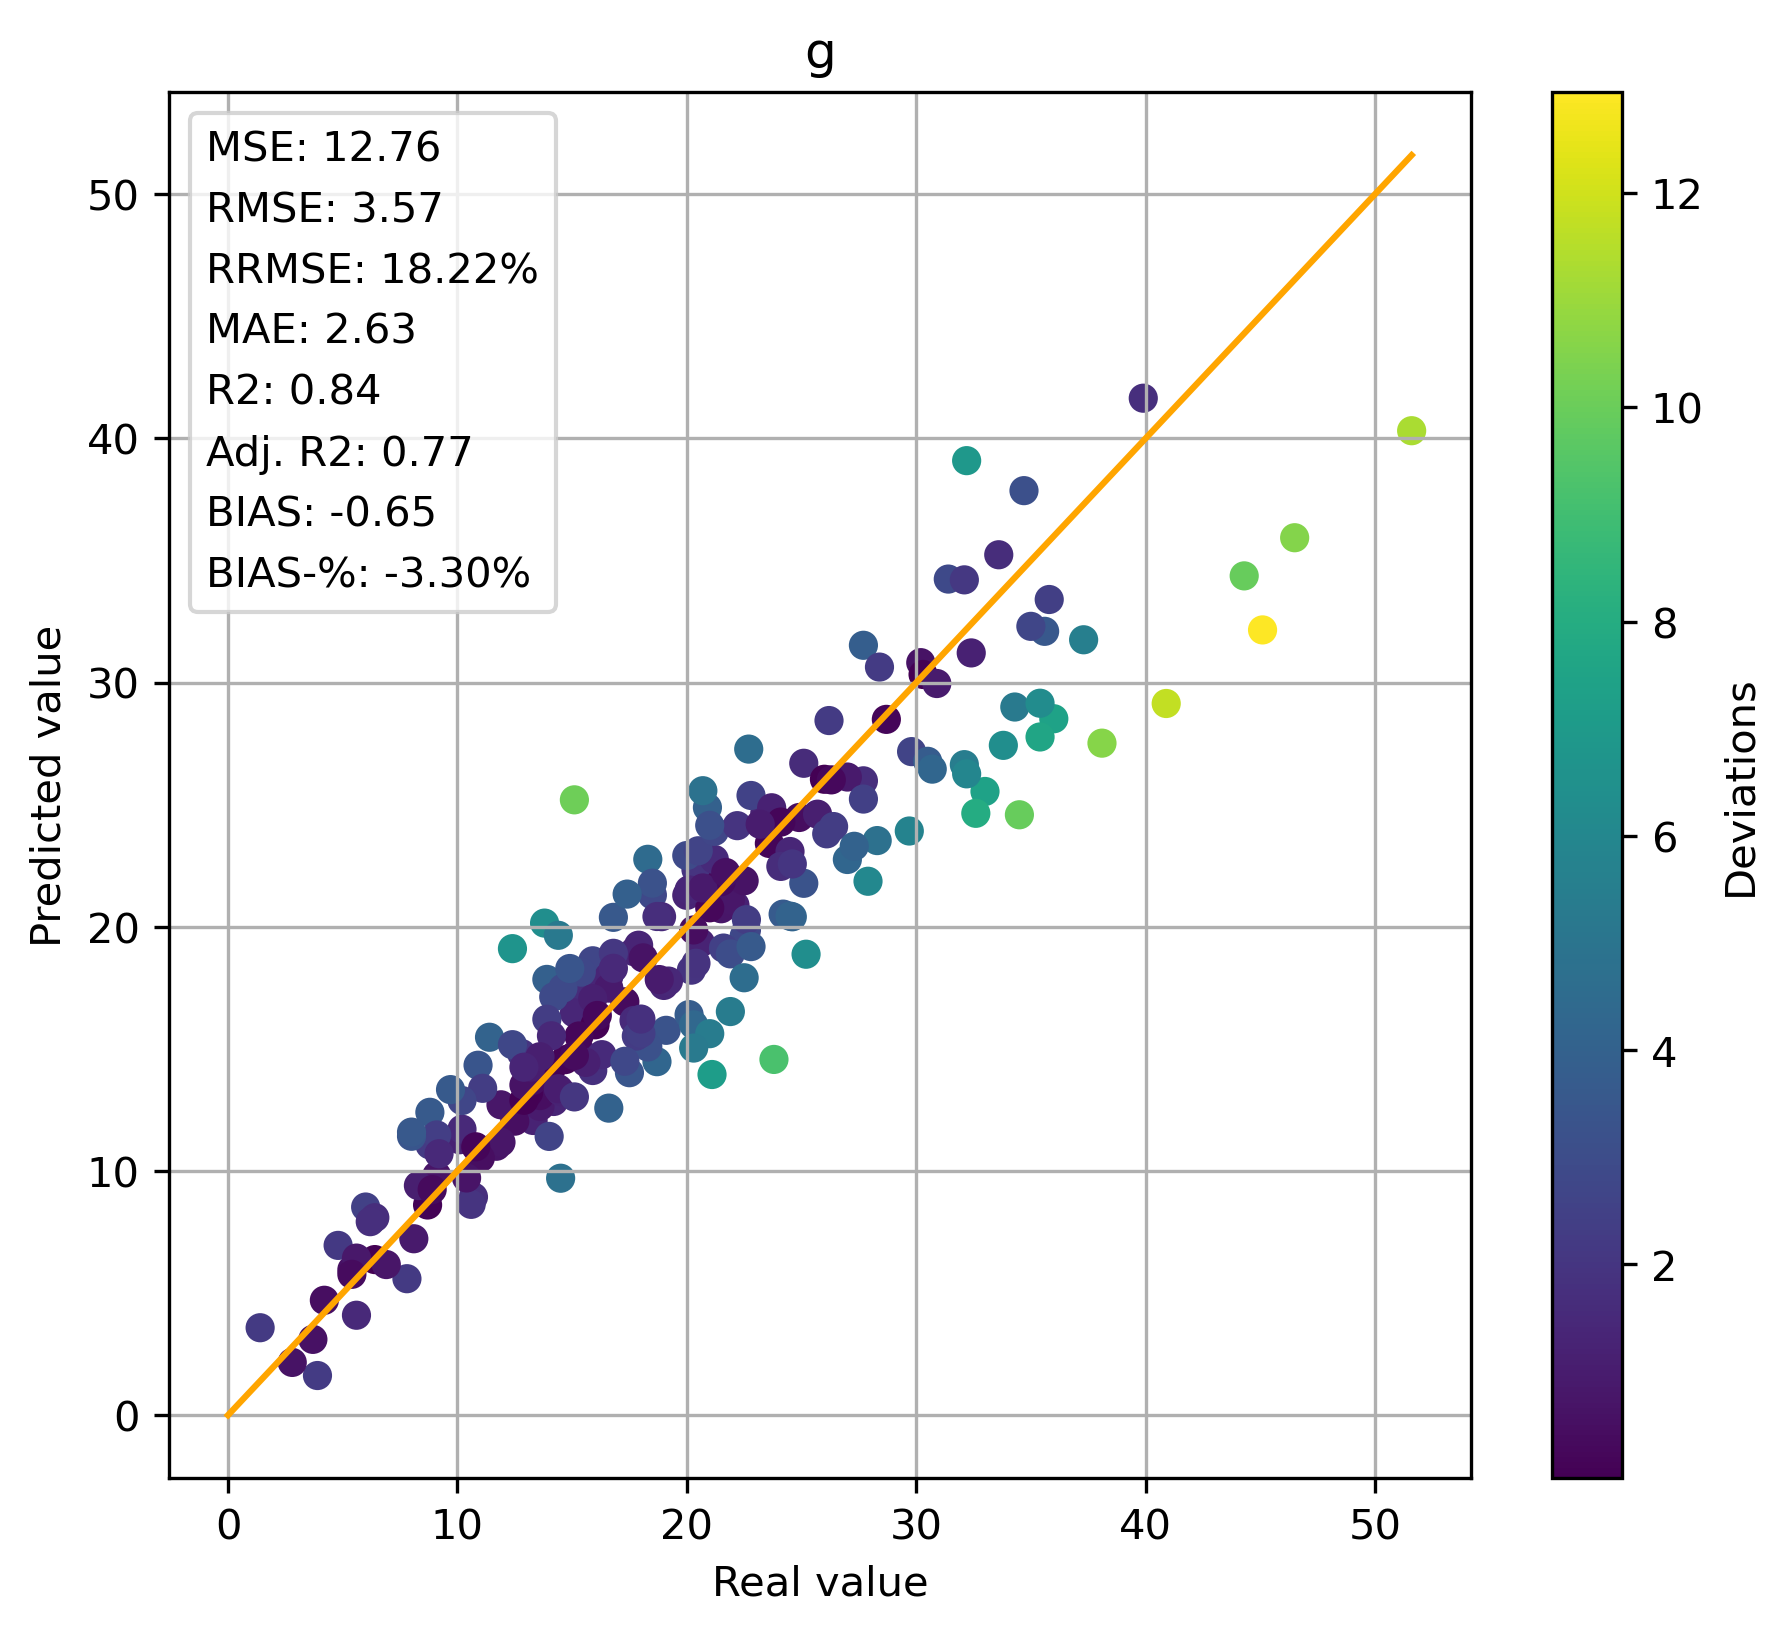 g
MSE: 12.76
RMSE: 3.57
RRMSE: 18.22%
MAE: 2.63
R2: 0.84
Adj. R2: 0.77
BIAS: -0.65
BIAS-%: -3.30%
50
40
30
20
10
0
Predicted value
0 10 20 30 40 50
Real value
12
10
8
6
4
2
Deviations